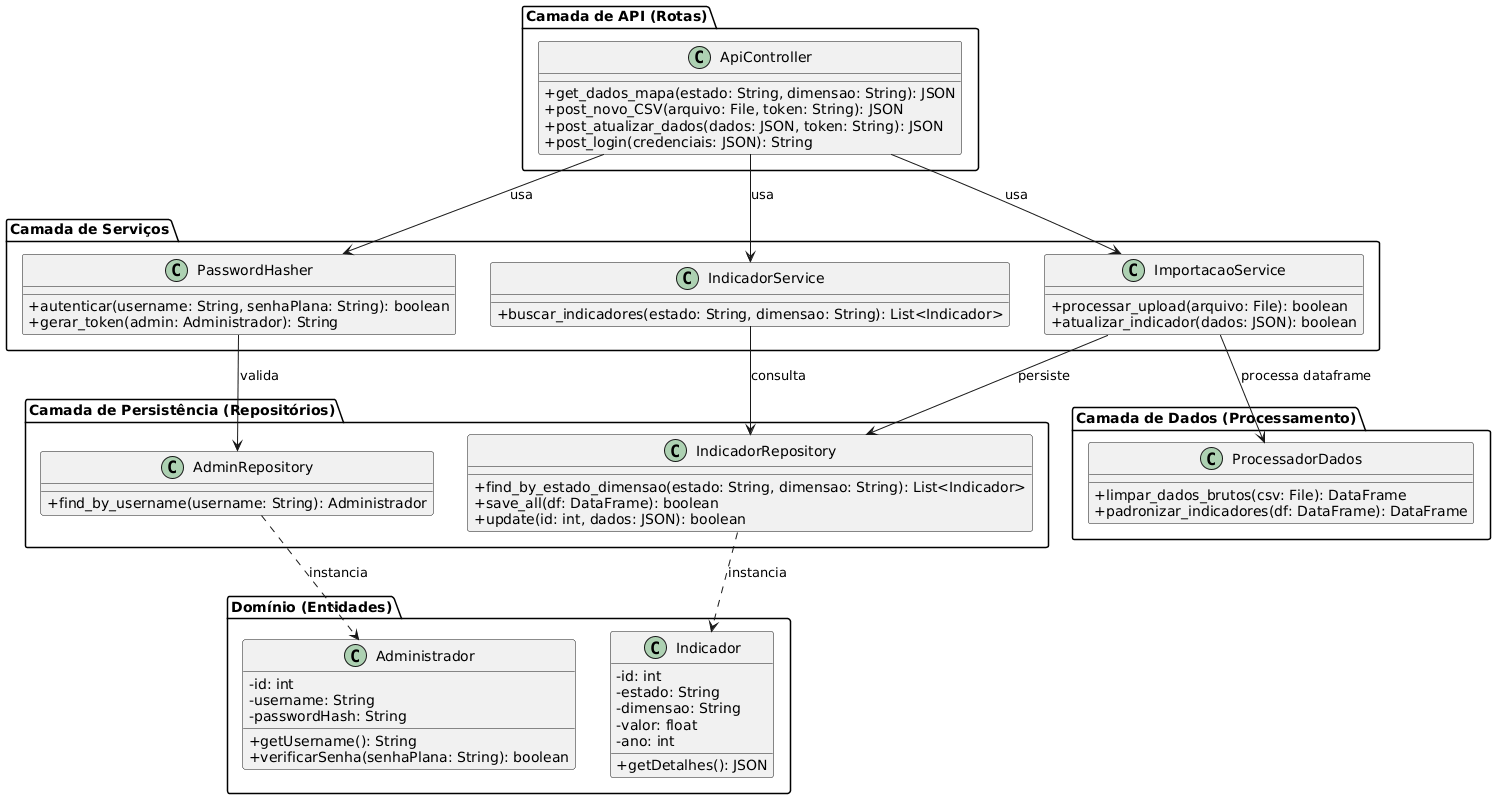 Camada de API (Rotas)
C ApiController
+get_dados_mapa(estado: String, dimensao: String): JSON
+post_novo_CSV(arquivo: File, token: String): JSON
+post_atualizar_dados(dados: JSON, token: String): JSON
+post_login(credenciais: JSON): String
usa
usa
usa
Camada de Serviços
C PasswordHasher
+autenticar(username: String, senhaPlana: String): boolean
+gerar_token(admin: Administrador): String
C IndicadorService
+buscar_indicadores(estado: String, dimensao: String): List<Indicador>
C ImportacaoService
+processar_upload(arquivo: File): boolean
+atualizar_indicador(dados: JSON): boolean
valida
consulta
persiste
processa dataframe
Camada de Persistência (Repositórios)
C AdminRepository
+find_by_username(username: String): Administrador
C IndicadorRepository
+find_by_estado_dimensao(estado: String, dimensao: String): List<Indicador>
+save_all(df: DataFrame): boolean
+update(id: int, dados: JSON): boolean
Camada de Dados (Processamento)
C ProcessadorDados
+limpar_dados_brutos(csv: File): DataFrame
+padronizar_indicadores(df: DataFrame): DataFrame
instancia
instancia
Domínio (Entidades)
C Administrador
-id: int
-username: String
-passwordHash: String
+getUsername(): String
+verificarSenha(senhaPlana: String): boolean
C Indicador
-id: int
-estado: String
-dimensao: String
-valor: float
-ano: int
+getDetalhes(): JSON